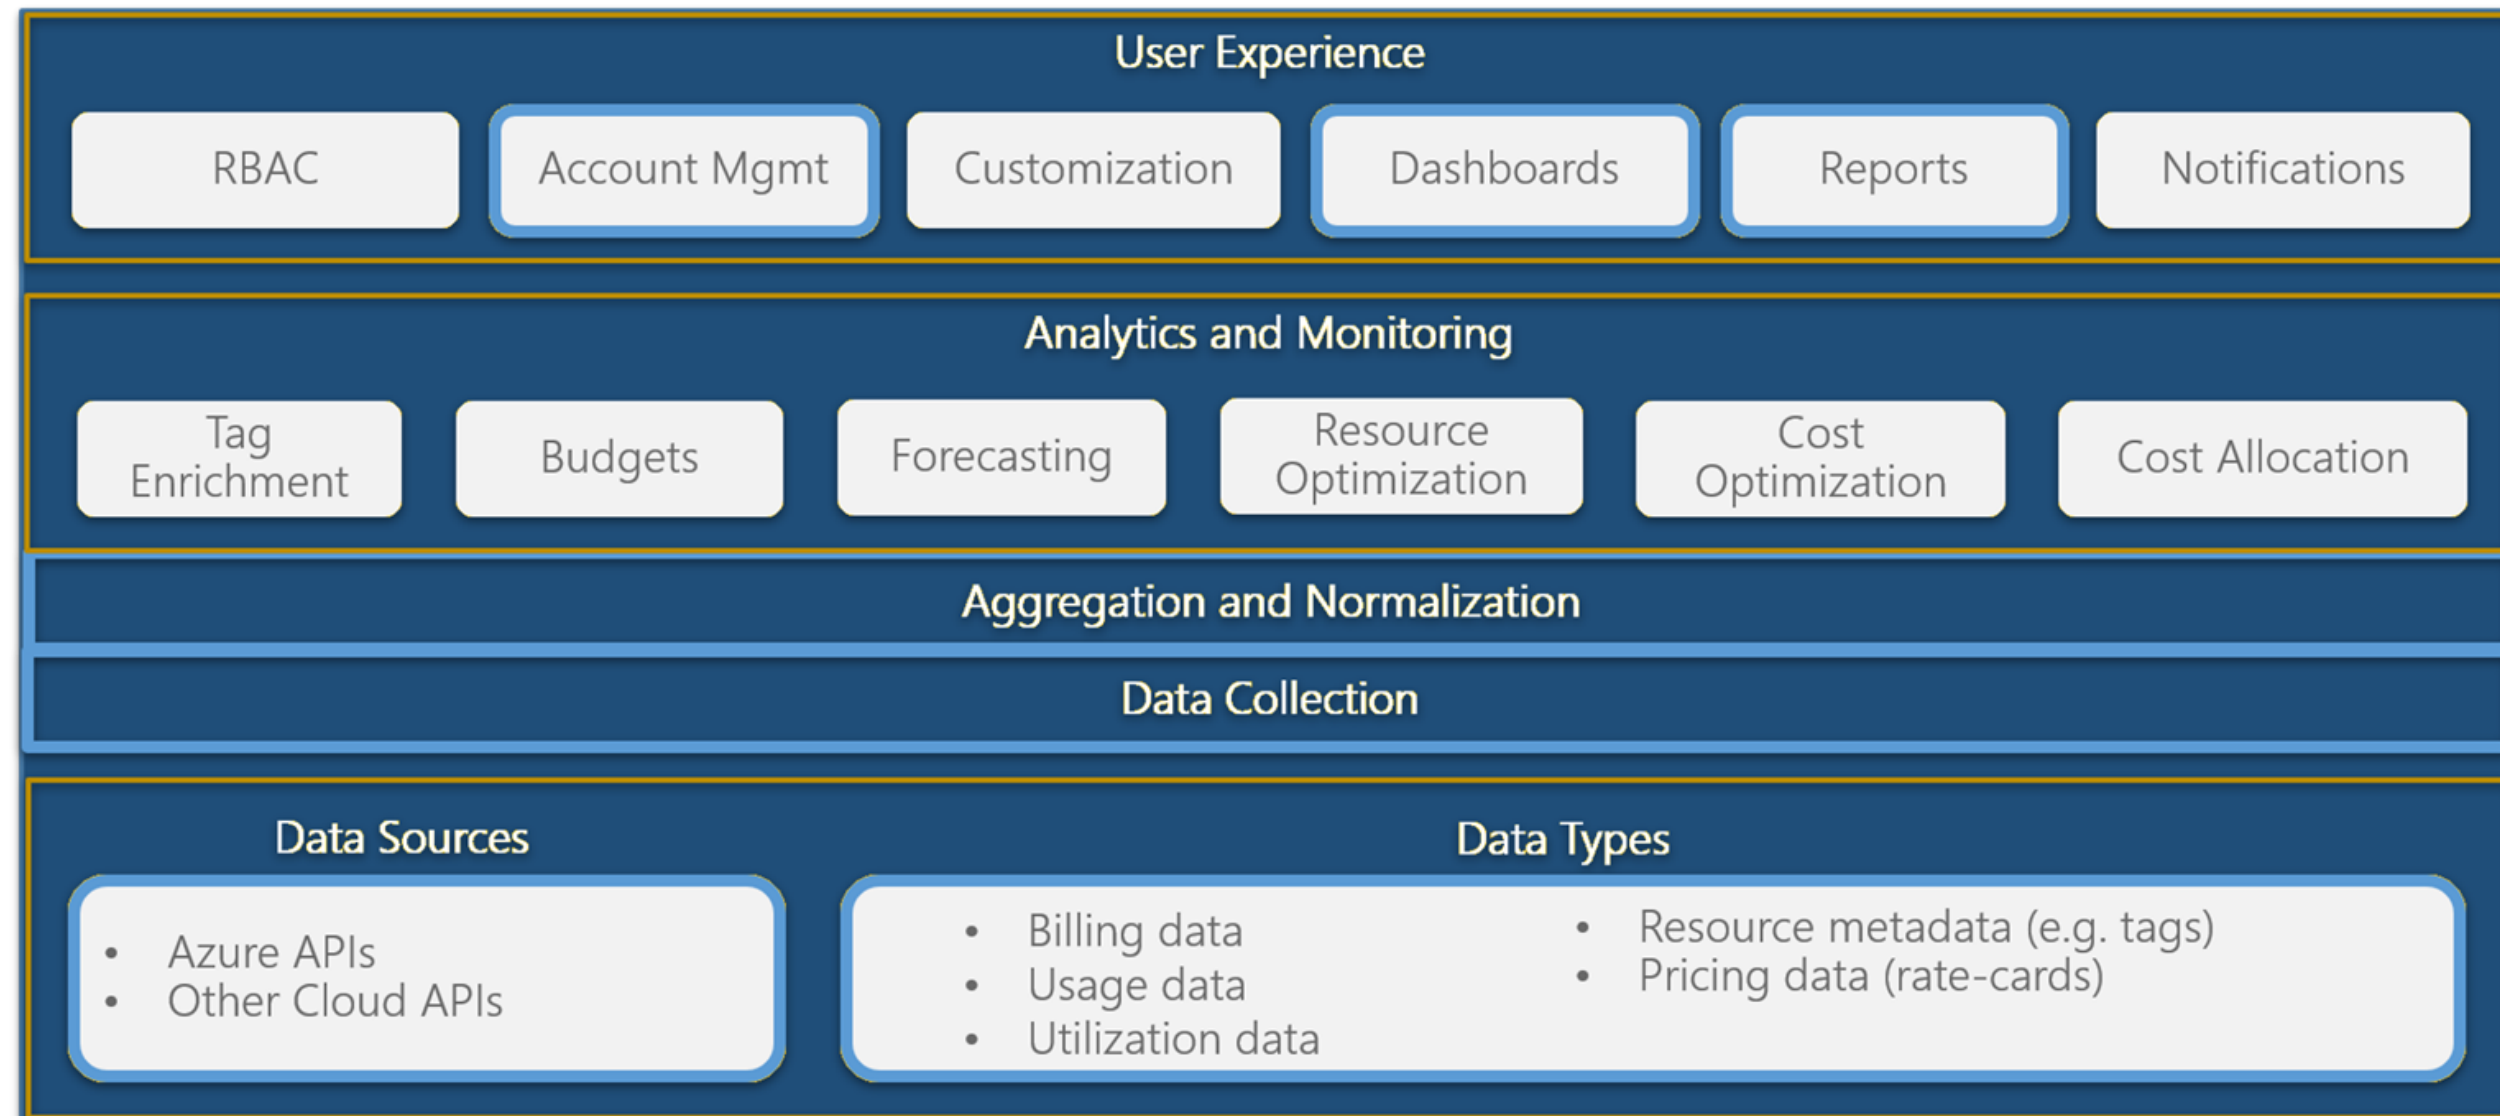 User Experience
RBAC
Account Mgmt
Customization
Dashboards
Reports
Notifications
Analytics and Monitoring
Tag
Enrichment
Budgets
Forecasting
Resource
Optimization
Cost
Optimization
Cost Allocation
Aggregation and Normalization
Data Collection
Data Sources
• Azure APIs
• Other Cloud APIs
Data Types
• Billing data
• Usage data
• Utilization data
• Resource metadata (e.g. tags)
• Pricing data (rate-cards)